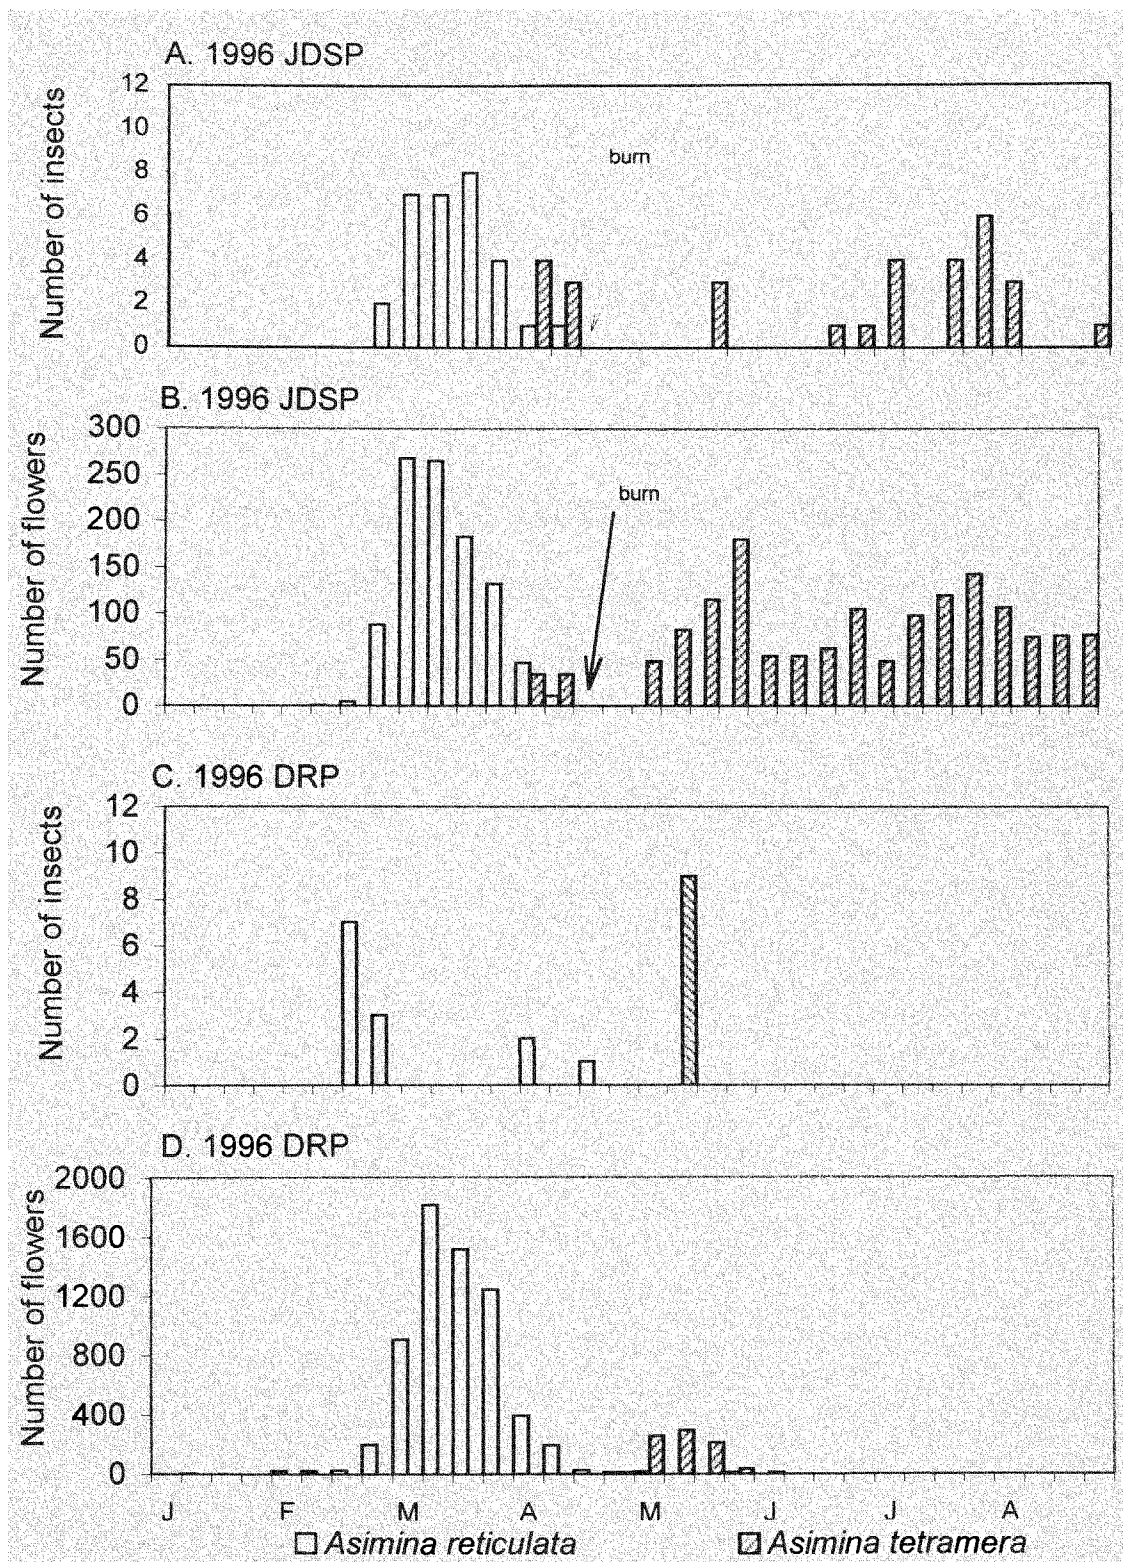 A. 1996 JDSP
Number of insects
12
10
8
6
4
2
0
burn
B. 1996 JDSP
Number of flowers
300
250
200
150
100
50
0
burn
C. 1996 DRP
Number of insects
12
10
8
6
4
2
0
D. 1996 DRP
Number of flowers
2000
1600
1200
800
400
0
J F M A M J J A
Asimina reticulata Asimina tetramera